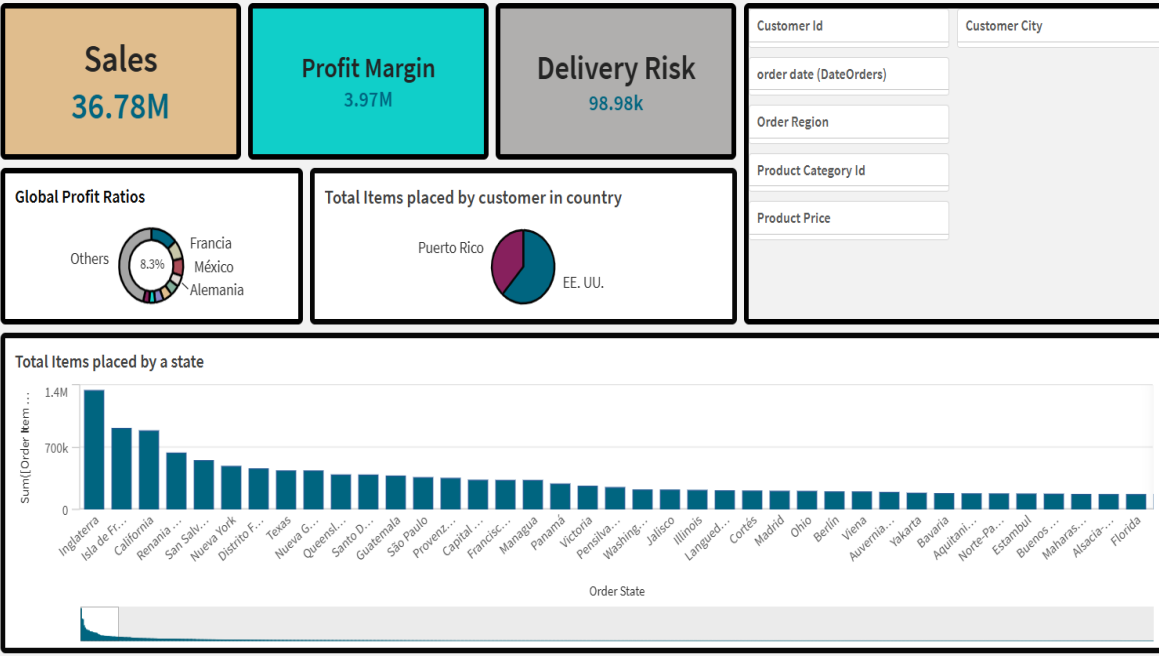 Sales
36.78M
Profit Margin
3.97M
Delivery Risk
98.98k
Customer Id
Customer City
order date (DateOrders)
Order Region
Product Category Id
Product Price
Global Profit Ratios
Others
8.3%
Francia
México
Alemania
Total Items placed by customer in country
Puerto Rico
EE. UU.
Total Items placed by a state
Sum([Order Item ...
1.4M
700k
0
Inglaterra
Isla de Fr...
California
Renania ...
San Salv...
Nueva York
Distrito F...
Texas
Nueva G...
Queensl...
Santo D...
Guatemala
São Paulo
Provenz...
Capital ...
Francisc...
Managua
Panamá
Victoria
Pensilva...
Washing...
Jalisco
Illinois
Langued...
Cortés
Madrid
Ohio
Berlín
Viena
Auvernia...
Yakarta
Bavaria
Aquitani...
Norte-Pa...
Estambul
Buenos ...
Maharas...
Alsacia-...
Florida
Order State